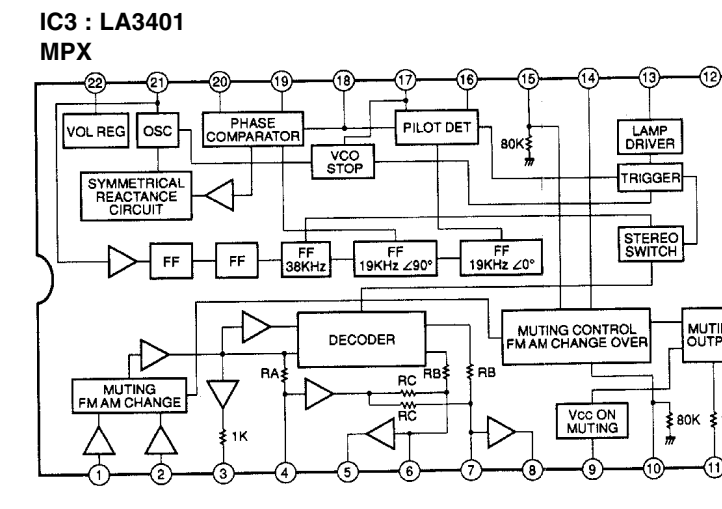 IC3 : LA3401
MPX
22 21 20 19 18 17 16 15 14 13 12
VOL REG
OSC
PHASE
COMPARATOR
PILOT DET
80K
LAMP
DRIVER
VCO
STOP
TRIGGER
SYMMETRICAL
REACTANCE
CIRCUIT
STEREO
SWITCH
FF
FF
FF
38KHz
FF
19KHz ∠90°
FF
19KHz ∠0°
DECODER
MUTING CONTROL
FM AM CHANGE OVER
MUTI
OUTP
RA
RB
RB
RC
RC
MUTING
FM AM CHANGE
1K
Vcc ON
MUTING
80K
1 2 3 4 5 6 7 8 9 10 11